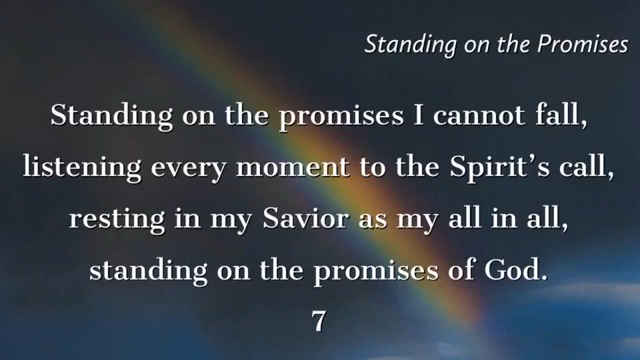 Standing on the Promises
Standing on the promises I cannot fall,
listening every moment to the Spirit's call,
resting in my Savior as my all in all,
standing on the promises of God.
7